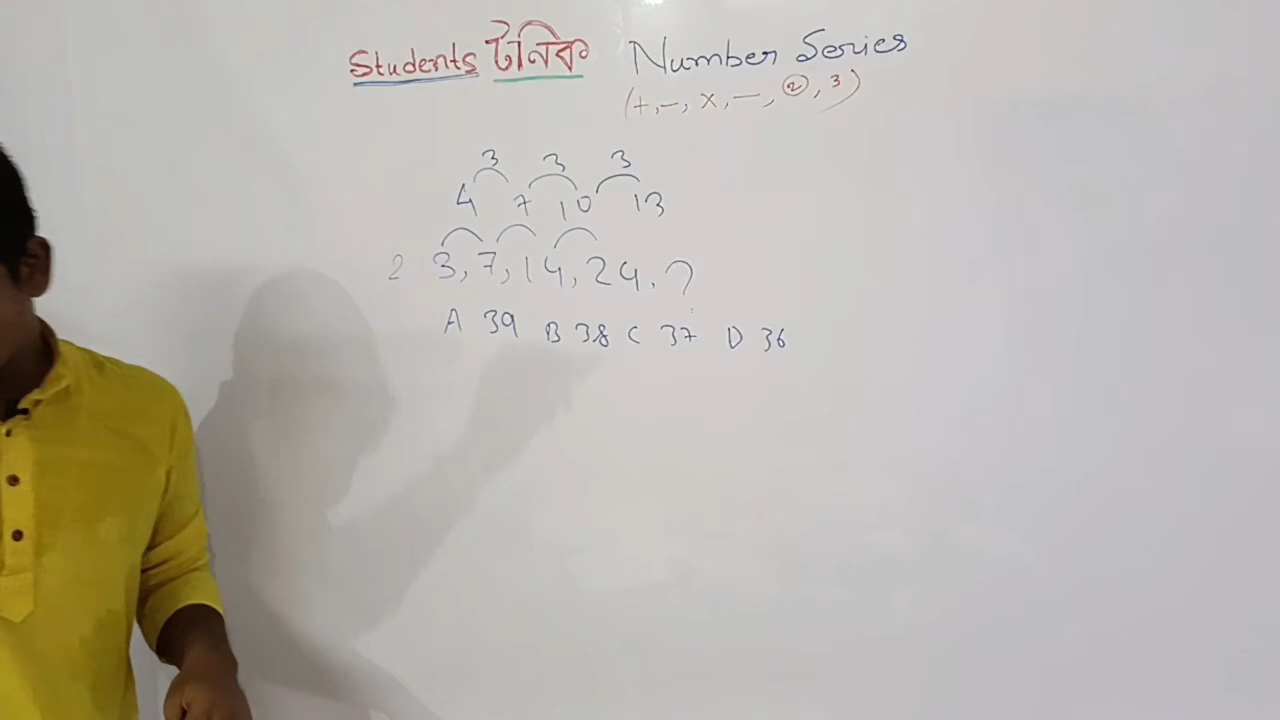 Students টনিক Number Series
(+, -, x, -, 2, 3)
3 3 3
4 7 10 13
2 3, 7, 14, 24, ?
A 39 B 38 C 37 D 36